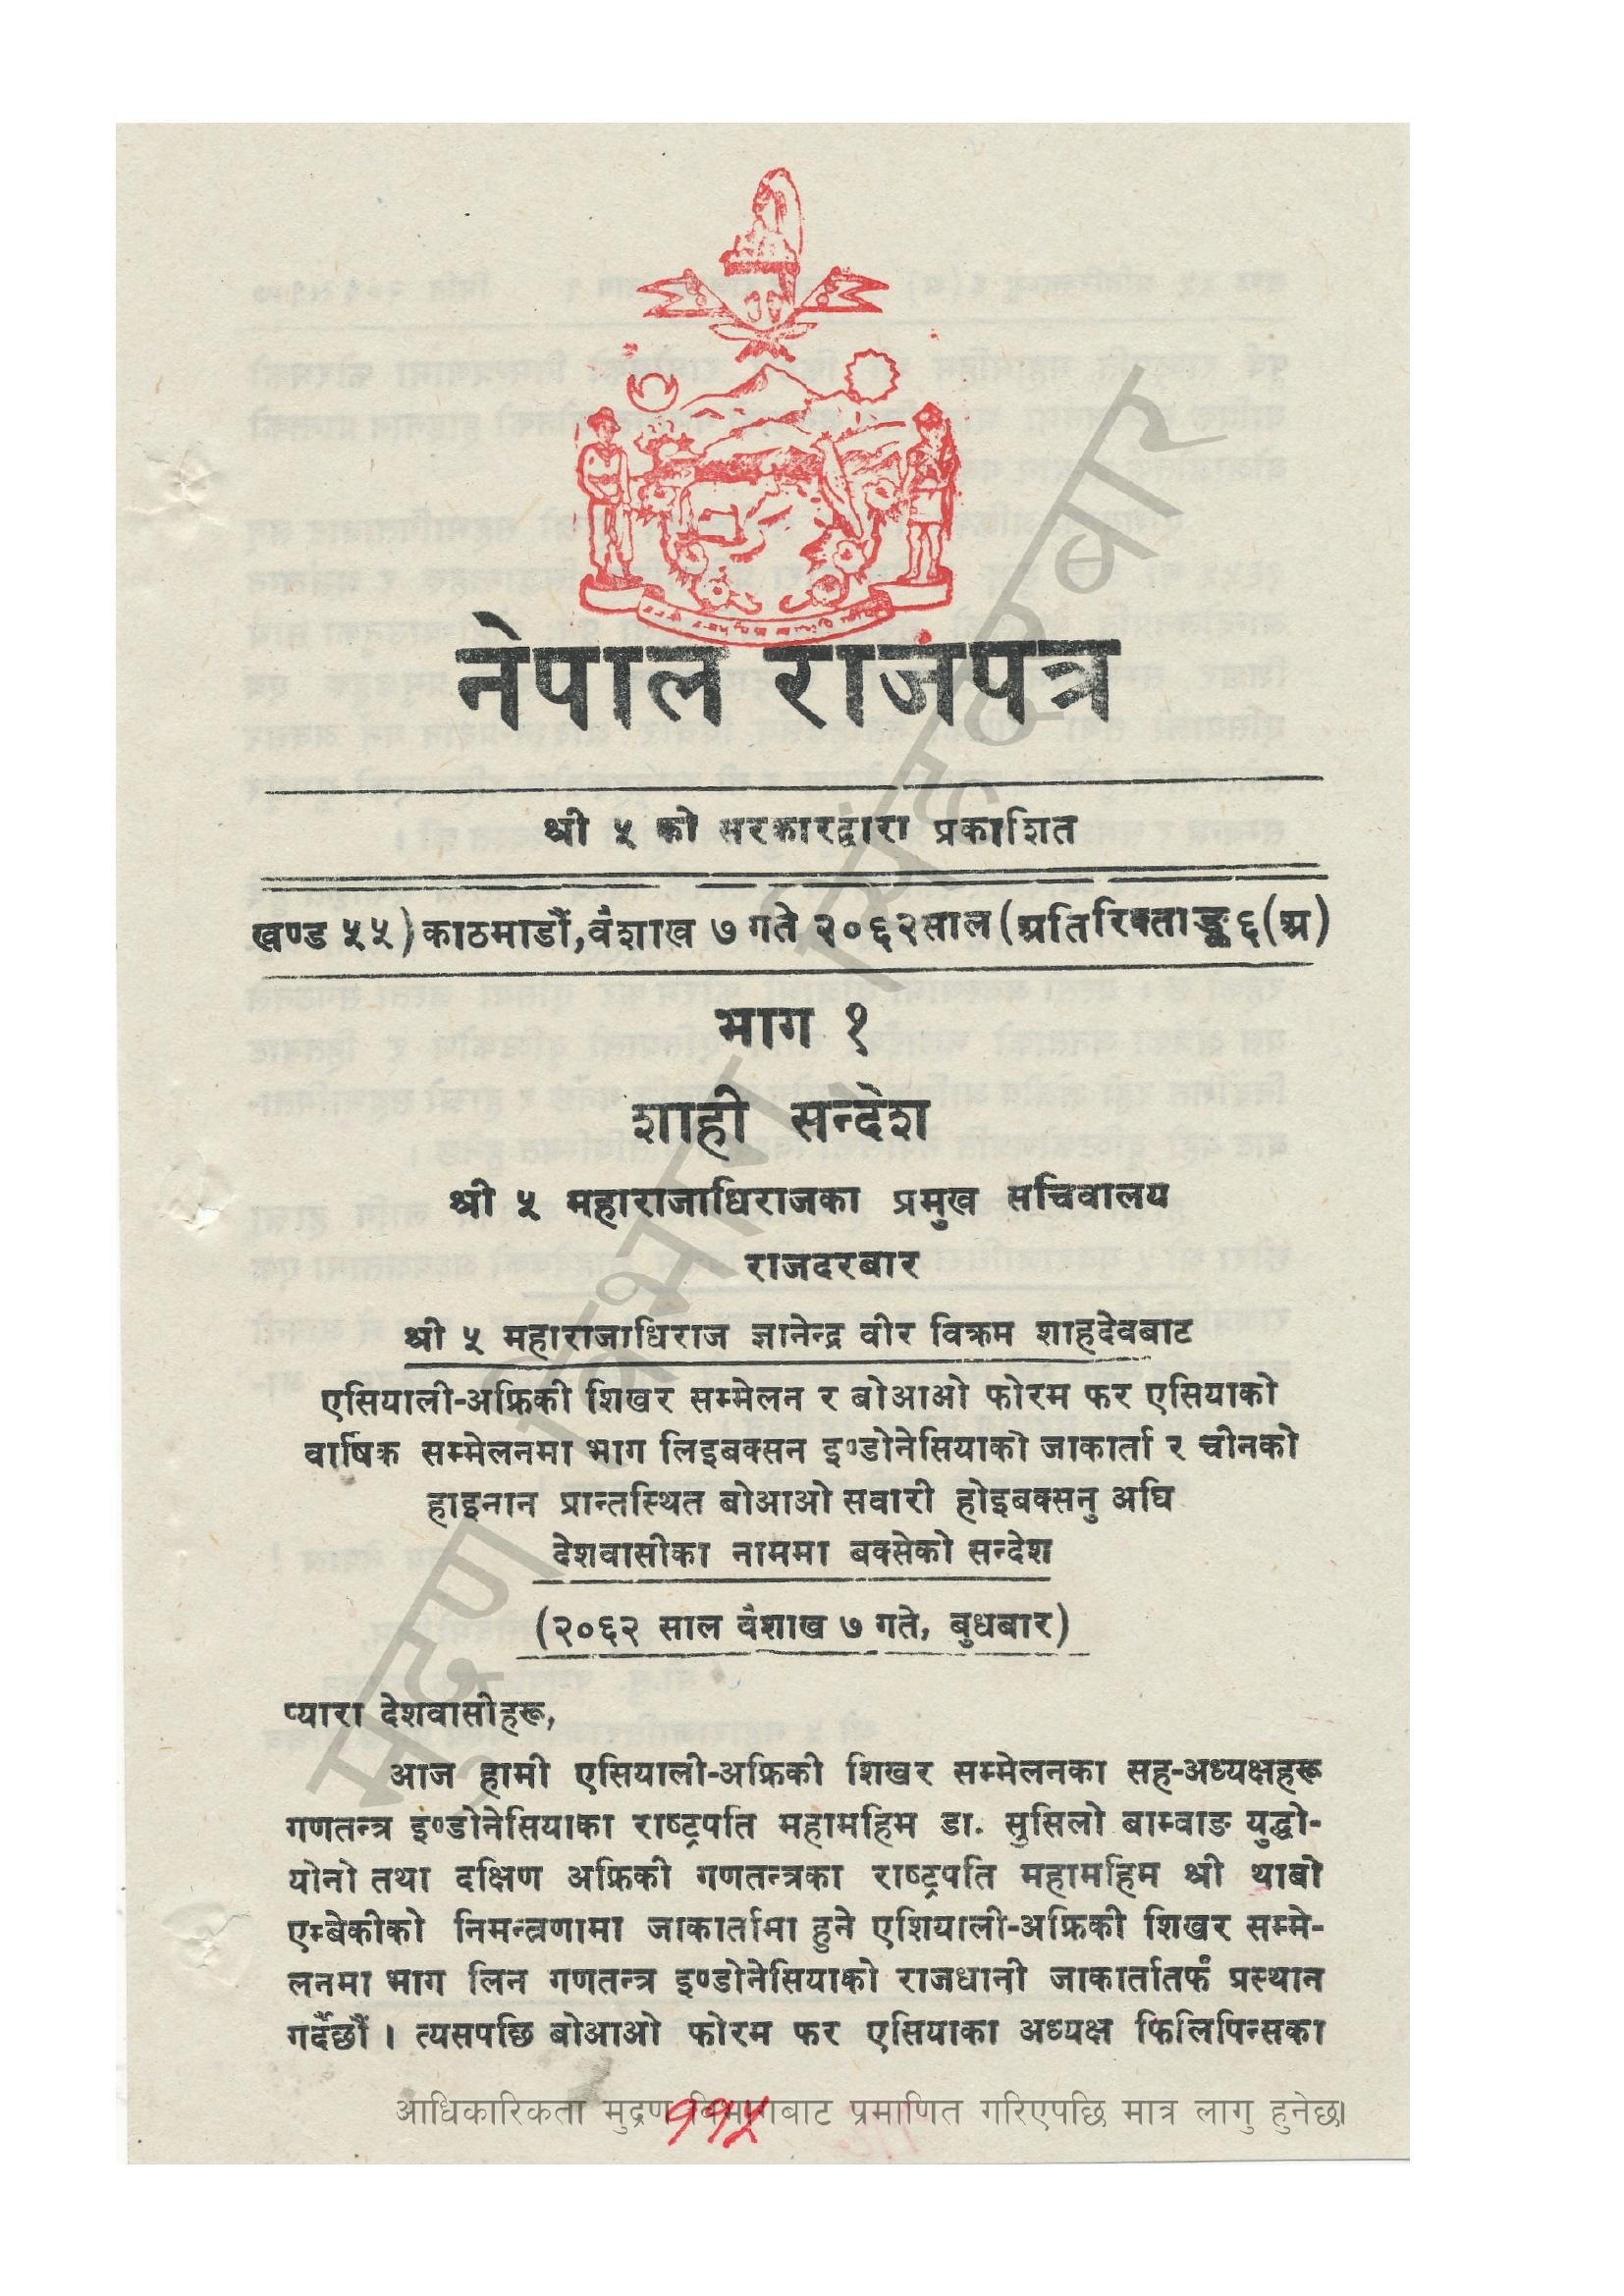 नेपाल राजपत्र
श्री ५ को सरकारद्वारा प्रकाशित
खण्ड ५५) काठमाडौं, वैशाख ७ गते २०६२ साल (अतिरिक्ताङ्क ६(अ)
भाग १
शाही सन्देश
श्री ५ महाराजाधिराजका प्रमुख सचिवालय
राजदरबार
श्री ५ महाराजाधिराज ज्ञानेन्द्र वीर विक्रम शाहदेवबाट
एसियाली-अफ्रिकी शिखर सम्मेलन र बोआओ फोरम फर एसियाको
वार्षिक सम्मेलनमा भाग लिइबक्सन इण्डोनेसियाको जाकार्ता र चीनको
हाइनान प्रान्तस्थित बोआओ सवारी होइबक्सनु अघि
देशवासीका नाममा बक्सेको सन्देश
(२०६२ साल वैशाख ७ गते, बुधबार)
प्यारा देशवासीहरू,
आज हामी एसियाली-अफ्रिकी शिखर सम्मेलनका सह-अध्यक्षहरू
गणतन्त्र इण्डोनेसियाका राष्ट्रपति महामहिम डा. सुसिलो बाम्वाङ युद्धो-
योनो तथा दक्षिण अफ्रिकी गणतन्त्रका राष्ट्रपति महामहिम श्री थाबो
एम्बेकीको निमन्त्रणामा जाकार्तामा हुने एशियाली-अफ्रिकी शिखर सम्मे-
लनमा भाग लिन गणतन्त्र इण्डोनेसियाको राजधानी जाकार्तातर्फ प्रस्थान
गर्दैछौं । त्यसपछि बोआओ फोरम फर एसियाका अध्यक्ष फिलिपिन्सका
मुद्रण विभाग सिंहदरबार
आधिकारिकता मुद्रण विभागबाट प्रमाणित गरिएपछि मात्र लागु हुनेछ।
११५